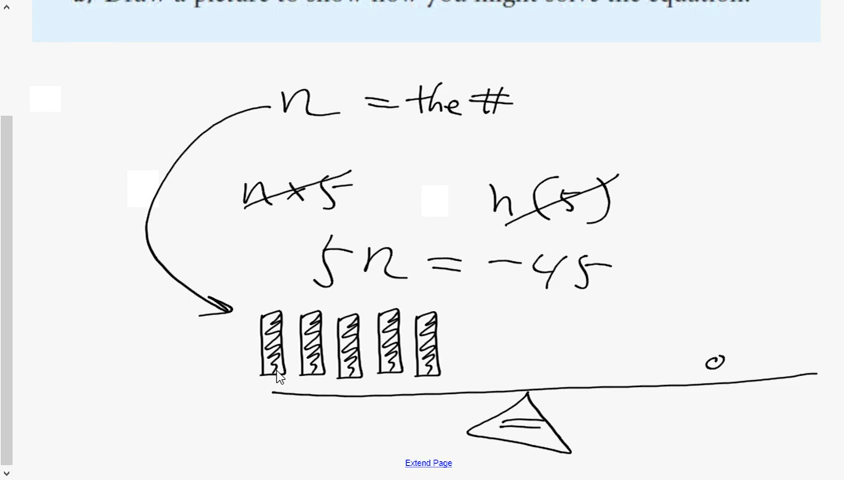 n = the #
n × 5 n(5)
5n = -45
=
Extend Page